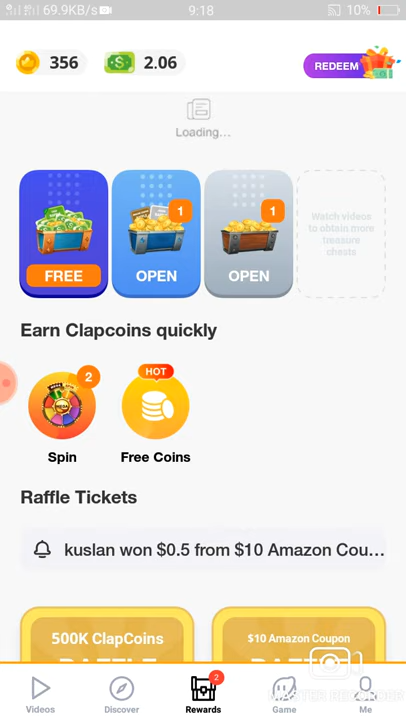 69.9KB/s 9:18 10%
356 2.06 REDEEM
Loading...
1 1
FREE OPEN OPEN
Watch videos
to obtain more
treasure
chests
Earn Clapcoins quickly
HOT
2
Spin Free Coins
Raffle Tickets
kuslan won $0.5 from $10 Amazon Cou...
500K ClapCoins $10 Amazon Coupon
2
Videos Discover Rewards Game Me